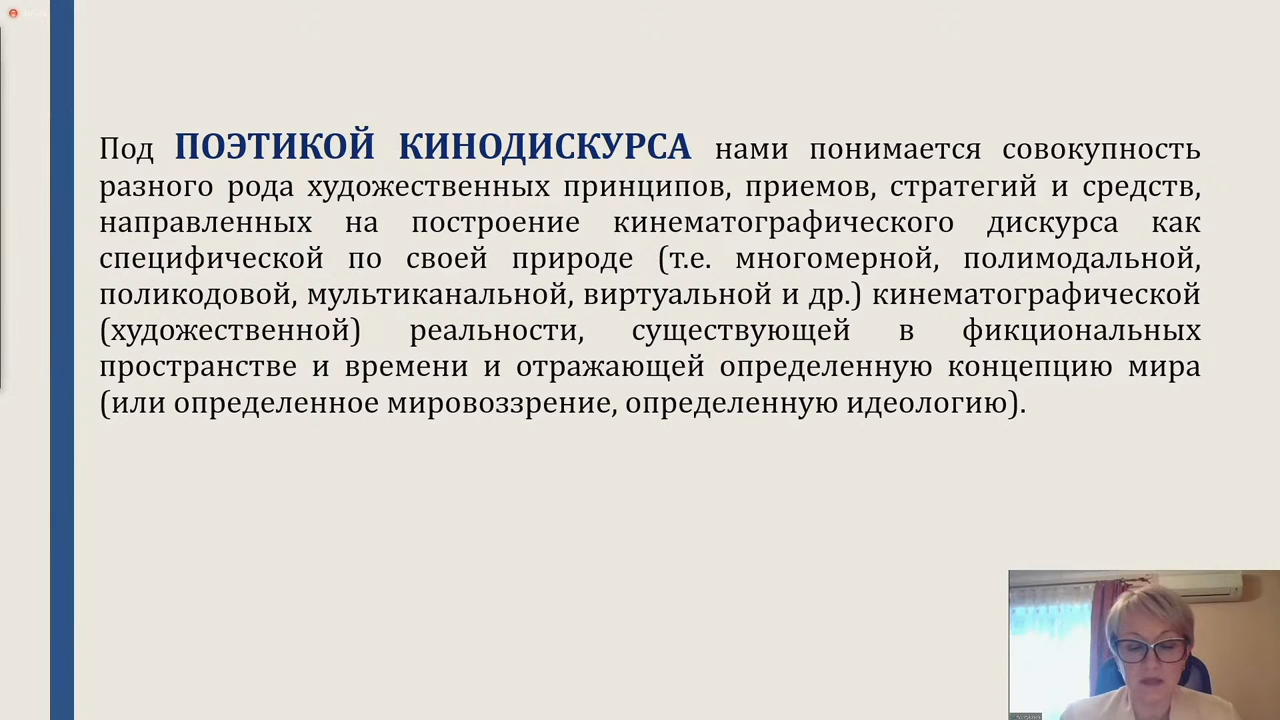 Под ПОЭТИКОЙ КИНОДИСКУРСА нами понимается совокупность
разного рода художественных принципов, приемов, стратегий и средств,
направленных на построение кинематографического дискурса как
специфической по своей природе (т.е. многомерной, полимодальной,
поликодовой, мультиканальной, виртуальной и др.) кинематографической
(художественной) реальности, существующей в фикциональных
пространстве и времени и отражающей определенную концепцию мира
(или определенное мировоззрение, определенную идеологию).